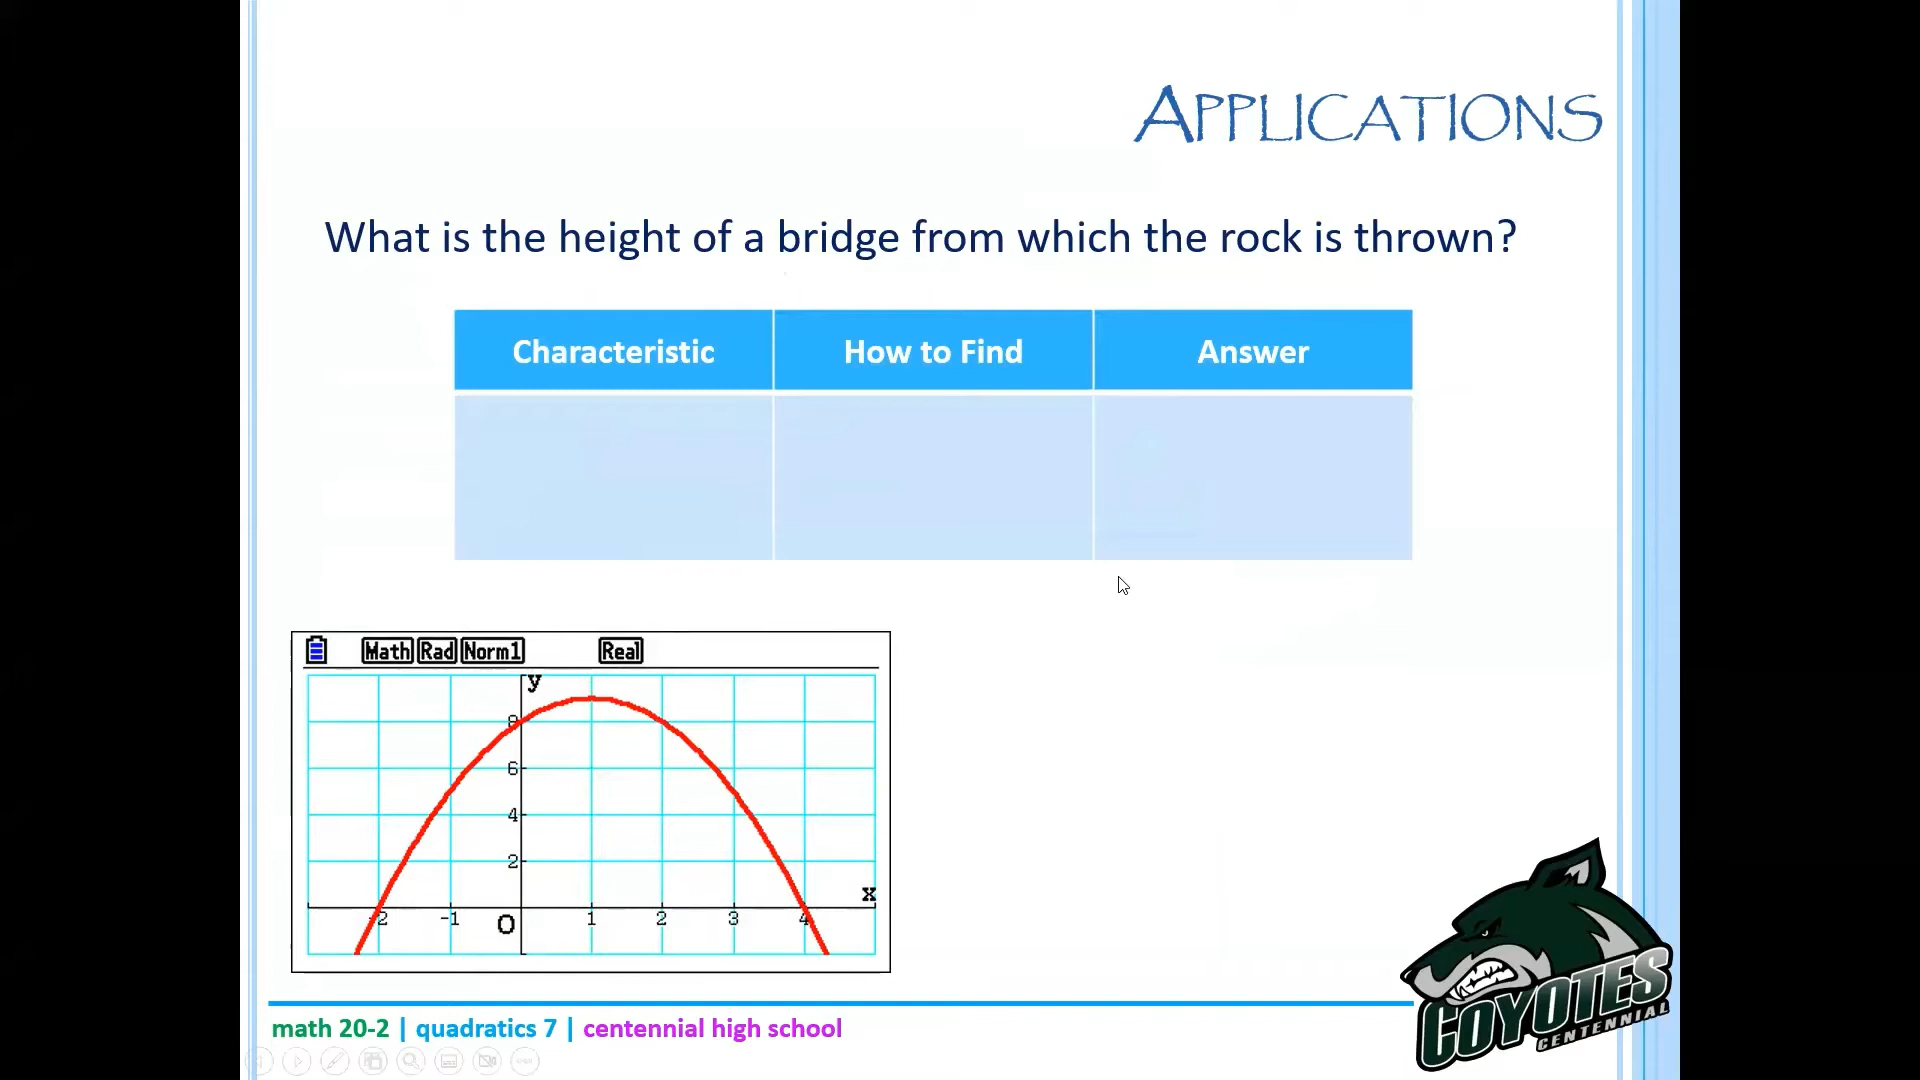 APPLICATIONS
What is the height of a bridge from which the rock is thrown?
Characteristic How to Find Answer
Math Rad Norm1 Real
y
8
6
4
2
x
-2 -1 O 1 2 3 4
COYOTES
CENTENNIAL
math 20-2 | quadratics 7 | centennial high school